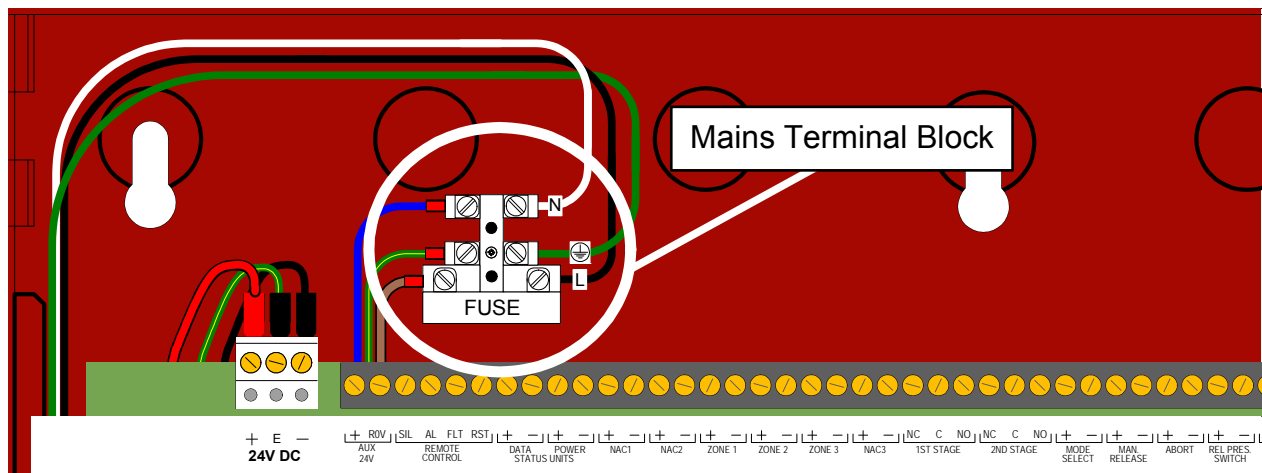 Mains Terminal Block
N
L
FUSE
+ E − + R0V SIL AL FLT RST + − + − + − + − + − + − + − + − NC C NO NC C NO + − + − + − + −
24V DC AUX 24V REMOTE CONTROL DATA STATUS POWER UNITS NAC1 NAC2 ZONE 1 ZONE 2 ZONE 3 NAC3 1ST STAGE 2ND STAGE MODE SELECT MAN. RELEASE ABORT REL PRES. SWITCH